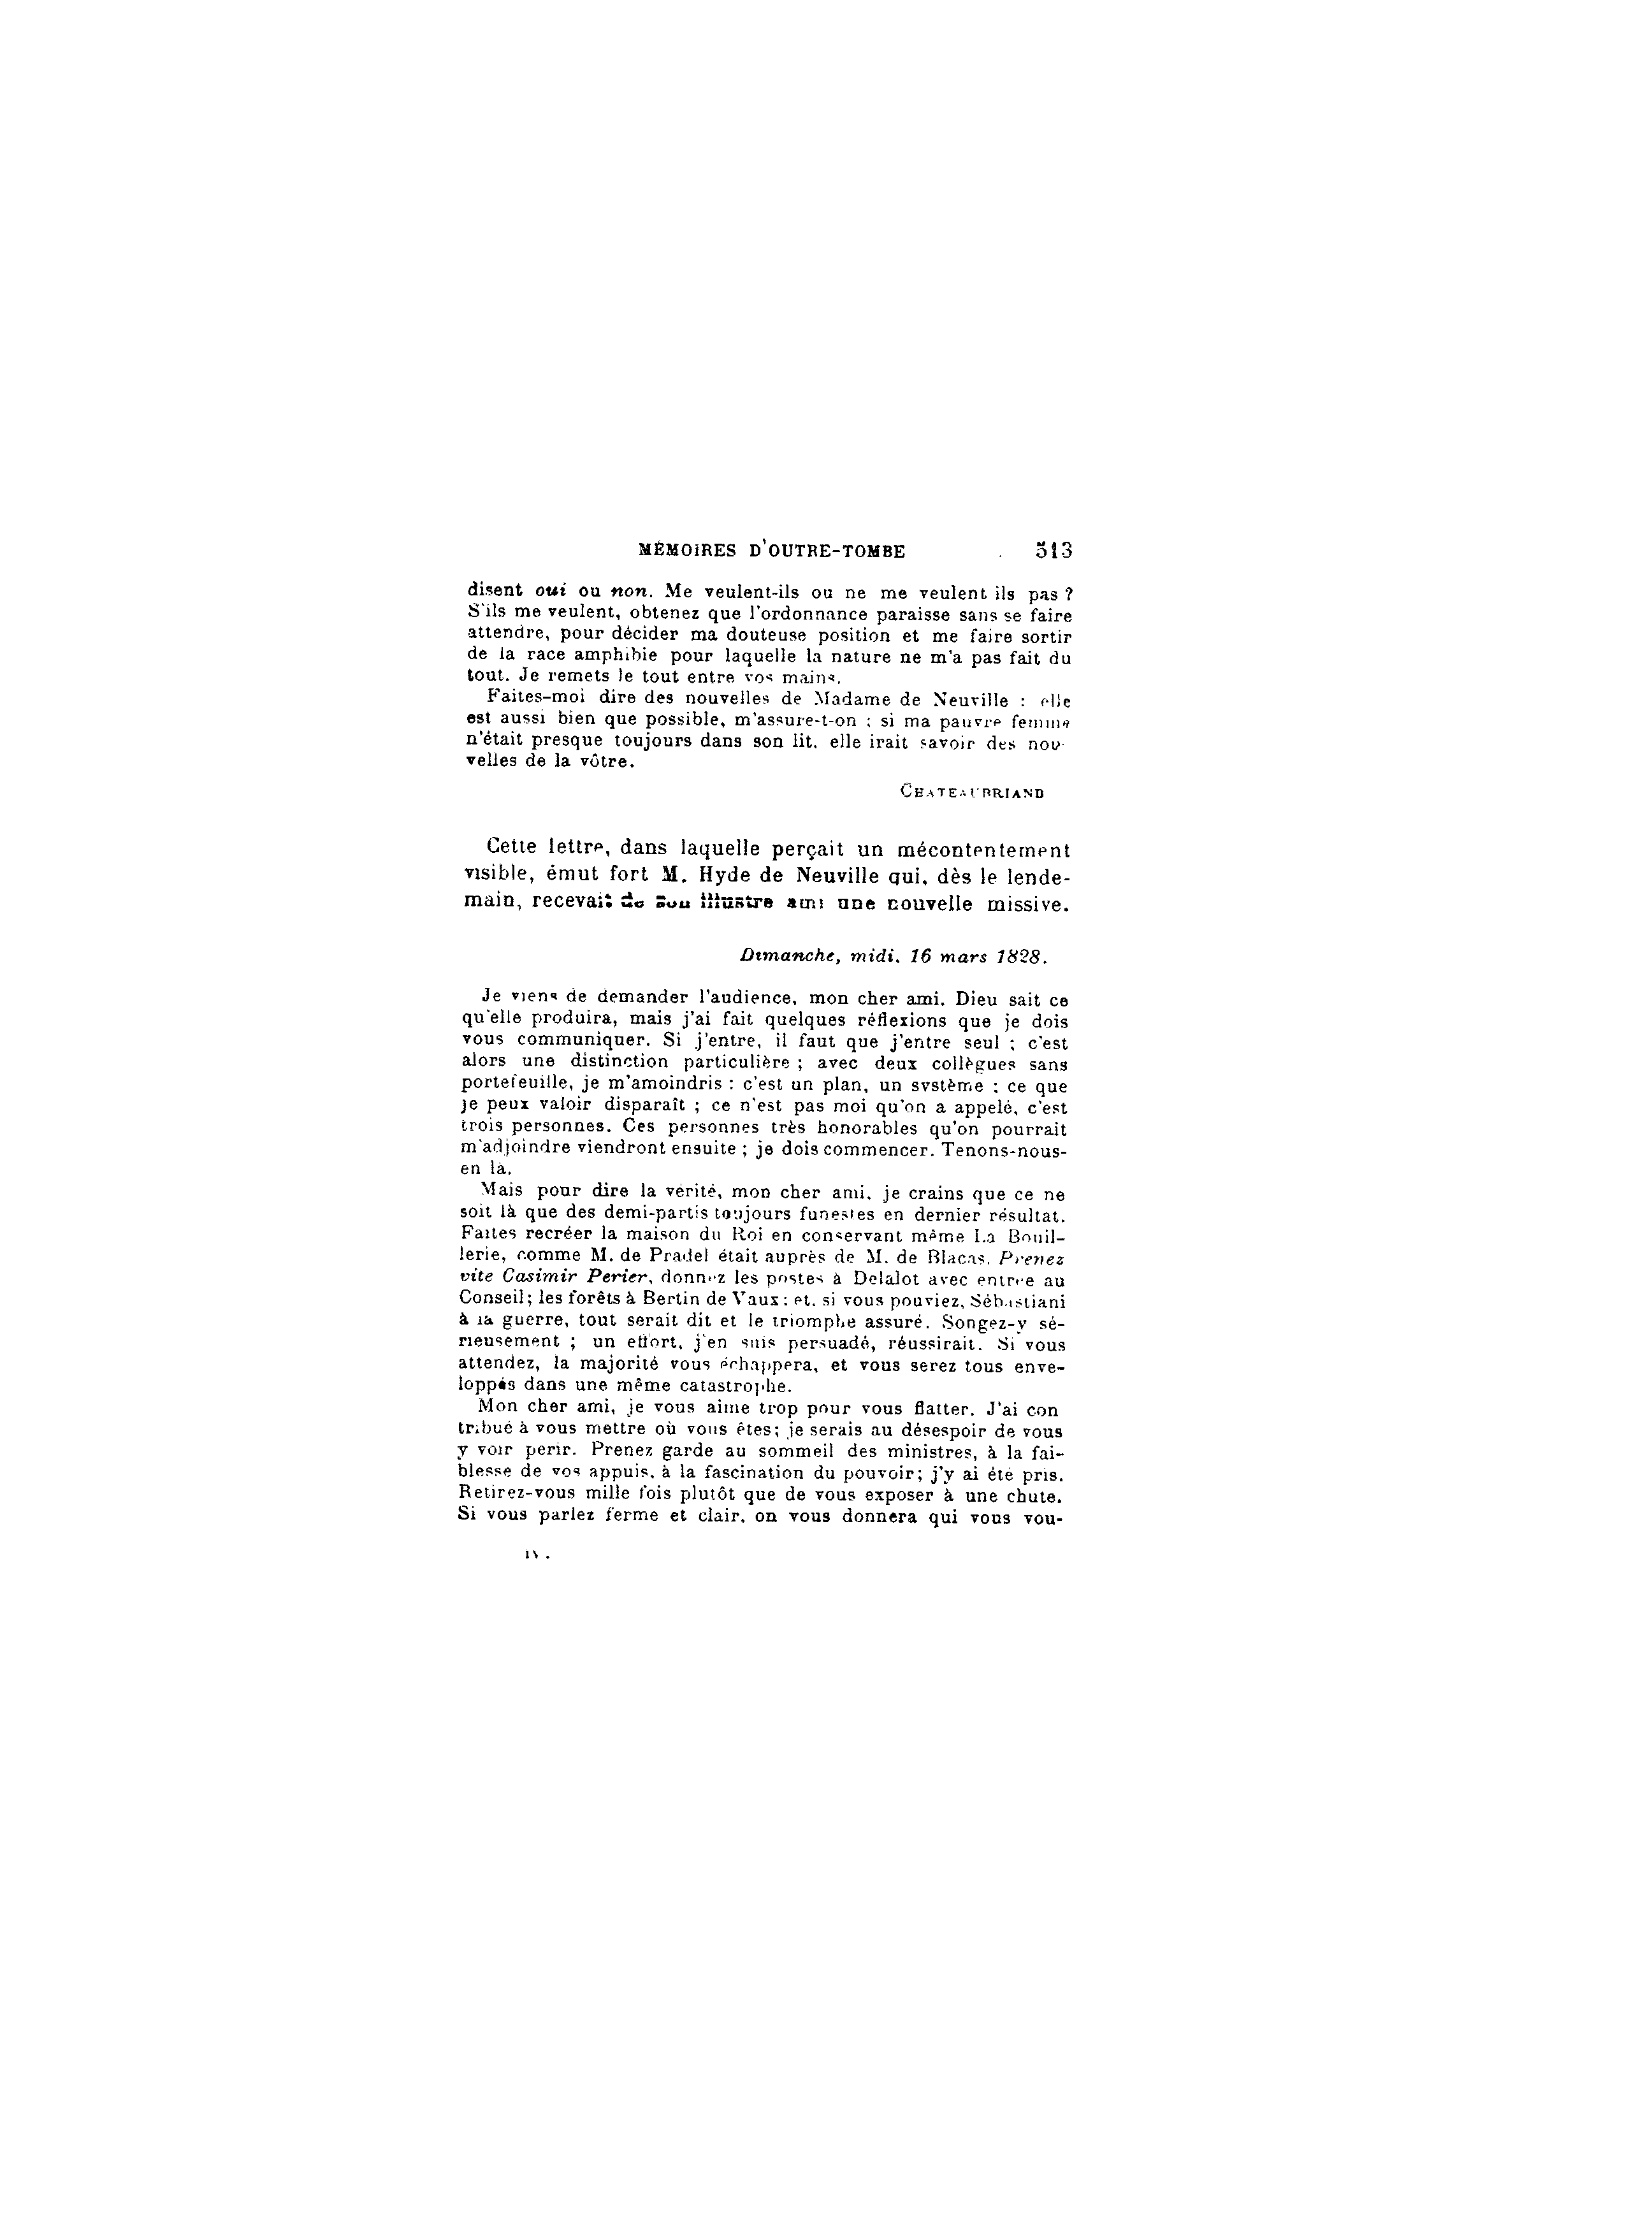 MÉMOIRES D'OUTRE-TOMBE 513
disent oui ou non. Me veulent-ils ou ne me veulent ils pas ?
S'ils me veulent, obtenez que l'ordonnance paraisse sans se faire
attendre, pour décider ma douteuse position et me faire sortir
de la race amphibie pour laquelle la nature ne m'a pas fait du
tout. Je remets le tout entre vos mains.
Faites-moi dire des nouvelles de Madame de Neuville : elle
est aussi bien que possible, m'assure-t-on ; si ma pauvre femme
n'était presque toujours dans son lit, elle irait savoir des nou-
velles de la vôtre.
CHATEAUBRIAND
Cette lettre, dans laquelle perçait un mécontentement
visible, émut fort M. Hyde de Neuville qui, dès le lende-
main, recevait de son illustre ami une nouvelle missive.
Dimanche, midi, 16 mars 1828.
Je viens de demander l'audience, mon cher ami. Dieu sait ce
qu'elle produira, mais j'ai fait quelques réflexions que je dois
vous communiquer. Si j'entre, il faut que j'entre seul ; c'est
alors une distinction particulière ; avec deux collègues sans
portefeuille, je m'amoindris : c'est un plan, un système ; ce que
je peux valoir disparaît ; ce n'est pas moi qu'on a appelé, c'est
trois personnes. Ces personnes très honorables qu'on pourrait
m'adjoindre viendront ensuite ; je dois commencer. Tenons-nous-
en là.
Mais pour dire la vérité, mon cher ami, je crains que ce ne
soit là que des demi-partis toujours funestes en dernier résultat.
Faites recréer la maison du Roi en conservant même La Bouil-
lerie, comme M. de Pradel était auprès de M. de Blacas. Prenez
vite Casimir Perier, donnez les postes à Delalot avec entrée au
Conseil ; les forêts à Bertin de Vaux ; et, si vous pouviez, Sébastiani
à la guerre, tout serait dit et le triomphe assuré. Songez-y sé-
rieusement ; un effort, j'en suis persuadé, réussirait. Si vous
attendez, la majorité vous échappera, et vous serez tous enve-
loppés dans une même catastrophe.
Mon cher ami, je vous aime trop pour vous flatter. J'ai con
tribué à vous mettre où vous êtes; je serais au désespoir de vous
y voir périr. Prenez garde au sommeil des ministres, à la fai-
blesse de vos appuis, à la fascination du pouvoir; j'y ai été pris.
Retirez-vous mille fois plutôt que de vous exposer à une chute.
Si vous parlez ferme et clair, on vous donnera qui vous vou-
IV.